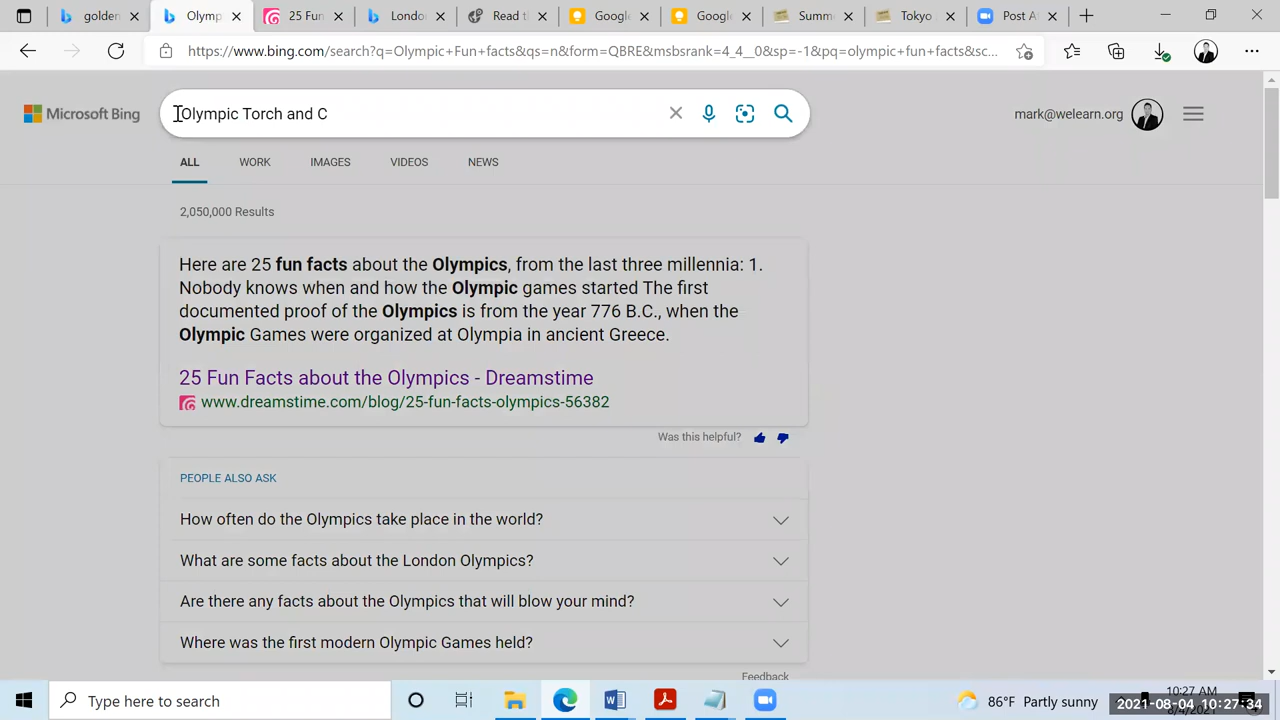 golden
Olymp
25 Fun
Londo
Read t
Google
Google
Summ
Tokyo
Post A
https://www.bing.com/search?q=Olympic+Fun+facts&qs=n&form=QBRE&msbsrank=4_4__0&sp=-1&pq=olympic+fun+facts&sc...
Microsoft Bing
Olympic Torch and C
mark@welearn.org
ALL
WORK
IMAGES
VIDEOS
NEWS
2,050,000 Results
Here are 25 fun facts about the Olympics, from the last three millennia: 1.
Nobody knows when and how the Olympic games started The first
documented proof of the Olympics is from the year 776 B.C., when the
Olympic Games were organized at Olympia in ancient Greece.
25 Fun Facts about the Olympics - Dreamstime
www.dreamstime.com/blog/25-fun-facts-olympics-56382
Was this helpful?
PEOPLE ALSO ASK
How often do the Olympics take place in the world?
What are some facts about the London Olympics?
Are there any facts about the Olympics that will blow your mind?
Where was the first modern Olympic Games held?
Feedback
Type here to search
86°F Partly sunny
10:27 AM
2021-08-04 10:27:34